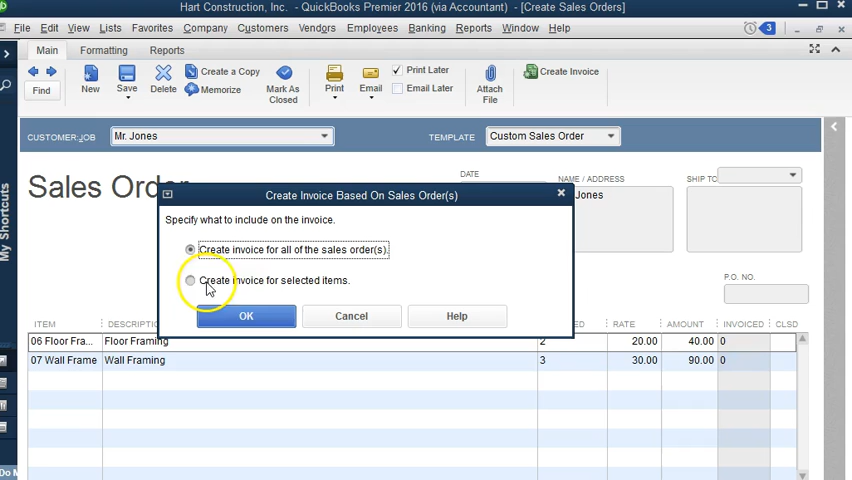 Hart Construction, Inc. - QuickBooks Premier 2016 (via Accountant) - [Create Sales Orders]
File Edit View Lists Favorites Company Customers Vendors Employees Banking Reports Window Help 3
Main Formatting Reports
Find New Save Delete Create a Copy Memorize Mark As Closed Print Email Print Later Email Later Attach File Create Invoice
CUSTOMER:JOB Mr. Jones TEMPLATE Custom Sales Order
Sales
DATE NAME / ADDRESS SHIP TO
Jones
My Shortcuts
Create Invoice Based On Sales Order(s)
Specify what to include on the invoice.
Create invoice for all of the sales order(s).
Create invoice for selected items.
OK Cancel Help
P.O. NO.
ITEM RATE AMOUNT INVOICED CLSD
06 Floor Fra... Floor Framing 2 20.00 40.00 0
07 Wall Frame Wall Framing 3 30.00 90.00 0